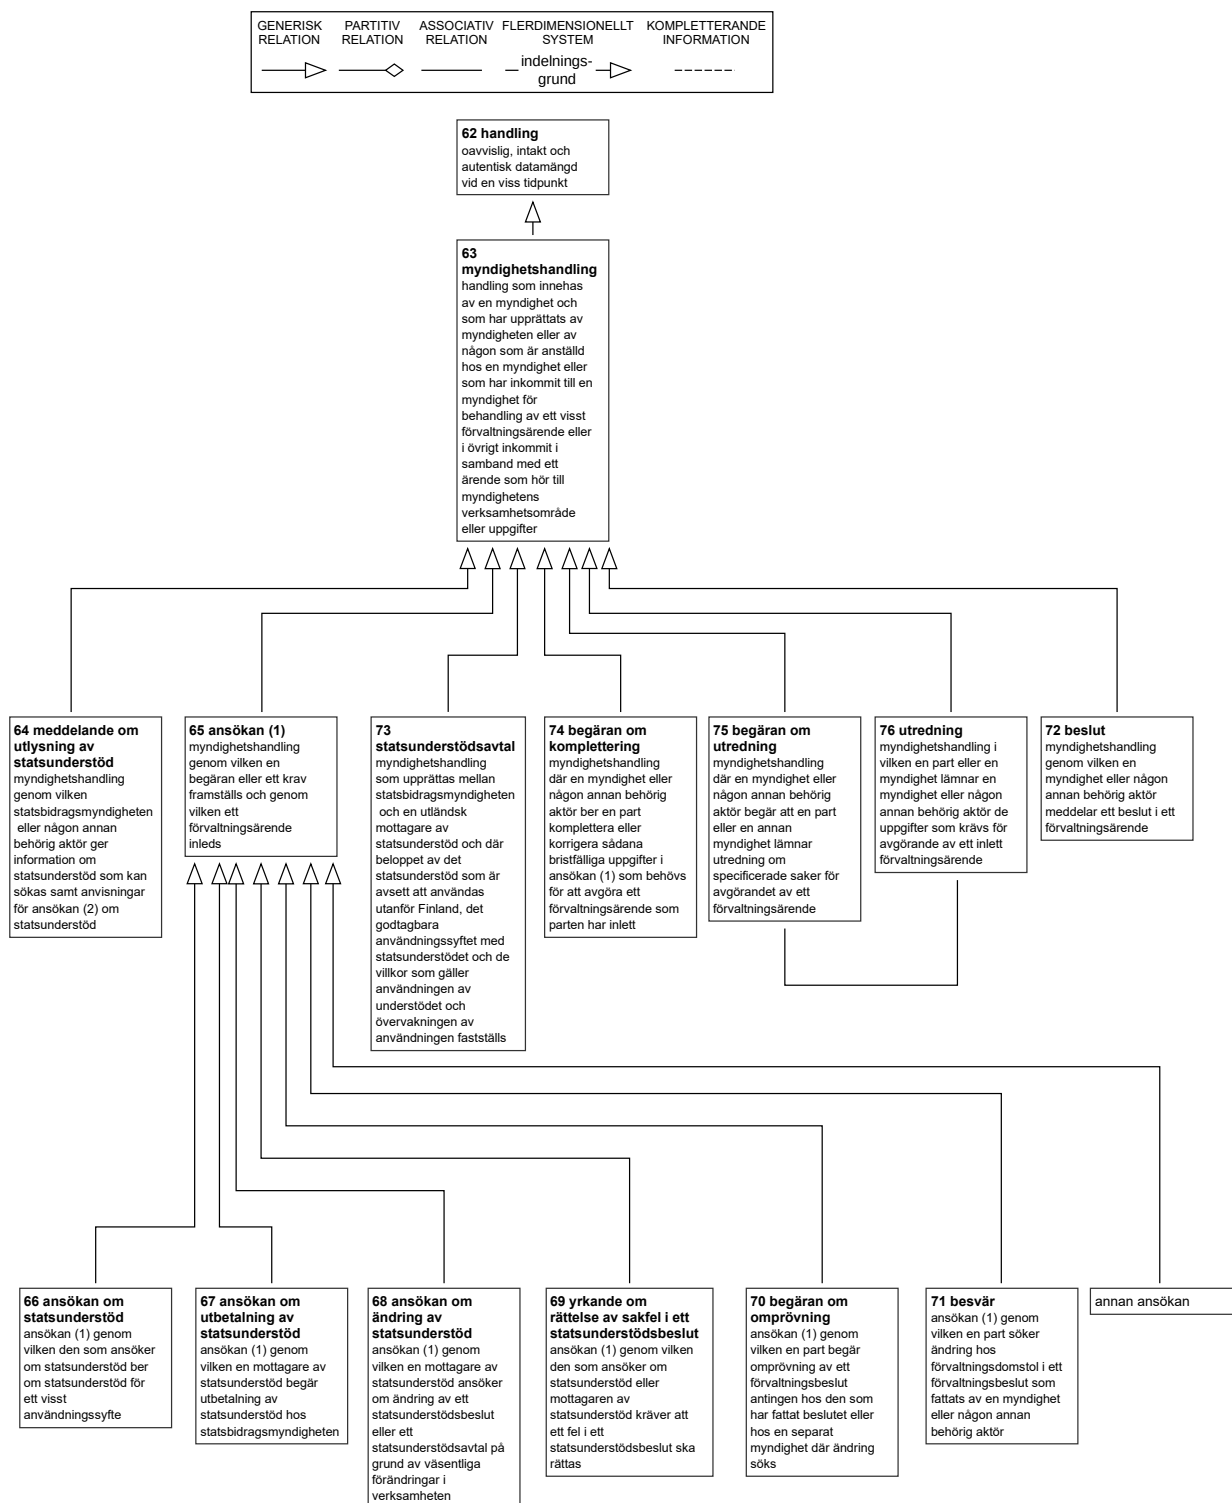 GENERISK
RELATION
PARTITIV
RELATION
ASSOCIATIV
RELATION
FLERDIMENSIONELLT
SYSTEM
KOMPLETTERANDE
INFORMATION
indelnings-
grund
62 handling
oavvislig, intakt och
autentisk datamängd
vid en viss tidpunkt
63
myndighetshandling
handling som innehas
av en myndighet och
som har upprättats av
myndigheten eller av
någon som är anställd
hos en myndighet eller
som har inkommit till en
myndighet för
behandling av ett visst
förvaltningsärende eller
i övrigt inkommit i
samband med ett
ärende som hör till
myndighetens
verksamhetsområde
eller uppgifter
64 meddelande om
utlysning av
statsunderstöd
myndighetshandling
genom vilken
statsbidragsmyndigheten
eller någon annan
behörig aktör ger
information om
statsunderstöd som kan
sökas samt anvisningar
för ansökan (2) om
statsunderstöd
65 ansökan (1)
myndighetshandling
genom vilken en
begäran eller ett krav
framställs och genom
vilken ett
förvaltningsärende
inleds
73
statsunderstödsavtal
myndighetshandling
som upprättas mellan
statsbidragsmyndigheten
och en utländsk
mottagare av
statsunderstöd och där
beloppet av det
statsunderstöd som är
avsett att användas
utanför Finland, det
godtagbara
användningssyftet med
statsunderstödet och de
villkor som gäller
användningen av
understödet och
övervakningen av
användningen fastställs
74 begäran om
komplettering
myndighetshandling
där en myndighet eller
någon annan behörig
aktör ber en part
komplettera eller
korrigera sådana
bristfälliga uppgifter i
ansökan (1) som behövs
för att avgöra ett
förvaltningsärende som
parten har inlett
75 begäran om
utredning
myndighetshandling
där en myndighet eller
någon annan behörig
aktör begär att en part
eller en annan
myndighet lämnar
utredning om
specificerade saker för
avgörandet av ett
förvaltningsärende
76 utredning
myndighetshandling i
vilken en part eller en
myndighet lämnar en
myndighet eller någon
annan behörig aktör de
uppgifter som krävs för
avgörande av ett inlett
förvaltningsärende
72 beslut
myndighetshandling
genom vilken en
myndighet eller någon
annan behörig aktör
meddelar ett beslut i ett
förvaltningsärende
66 ansökan om
statsunderstöd
ansökan (1) genom
vilken den som ansöker
om statsunderstöd ber
om statsunderstöd för
ett visst
användningssyfte
67 ansökan om
utbetalning av
statsunderstöd
ansökan (1) genom
vilken en mottagare av
statsunderstöd begär
utbetalning av
statsunderstöd hos
statsbidragsmyndigheten
68 ansökan om
ändring av
statsunderstöd
ansökan (1) genom
vilken en mottagare av
statsunderstöd ansöker
om ändring av ett
statsunderstödsbeslut
eller ett
statsunderstödsavtal på
grund av väsentliga
förändringar i
verksamheten
69 yrkande om
rättelse av sakfel i ett
statsunderstödsbeslut
ansökan (1) genom vilken
den som ansöker om
statsunderstöd eller
mottagaren av
statsunderstöd kräver att
ett fel i ett
statsunderstödsbeslut ska
rättas
70 begäran om
omprövning
ansökan (1) genom
vilken en part begär
omprövning av ett
förvaltningsbeslut
antingen hos den som
har fattat beslutet eller
hos en separat
myndighet där ändring
söks
71 besvär
ansökan (1) genom
vilken en part söker
ändring hos
förvaltningsdomstol i ett
förvaltningsbeslut som
fattats av en myndighet
eller någon annan
behörig aktör
annan ansökan